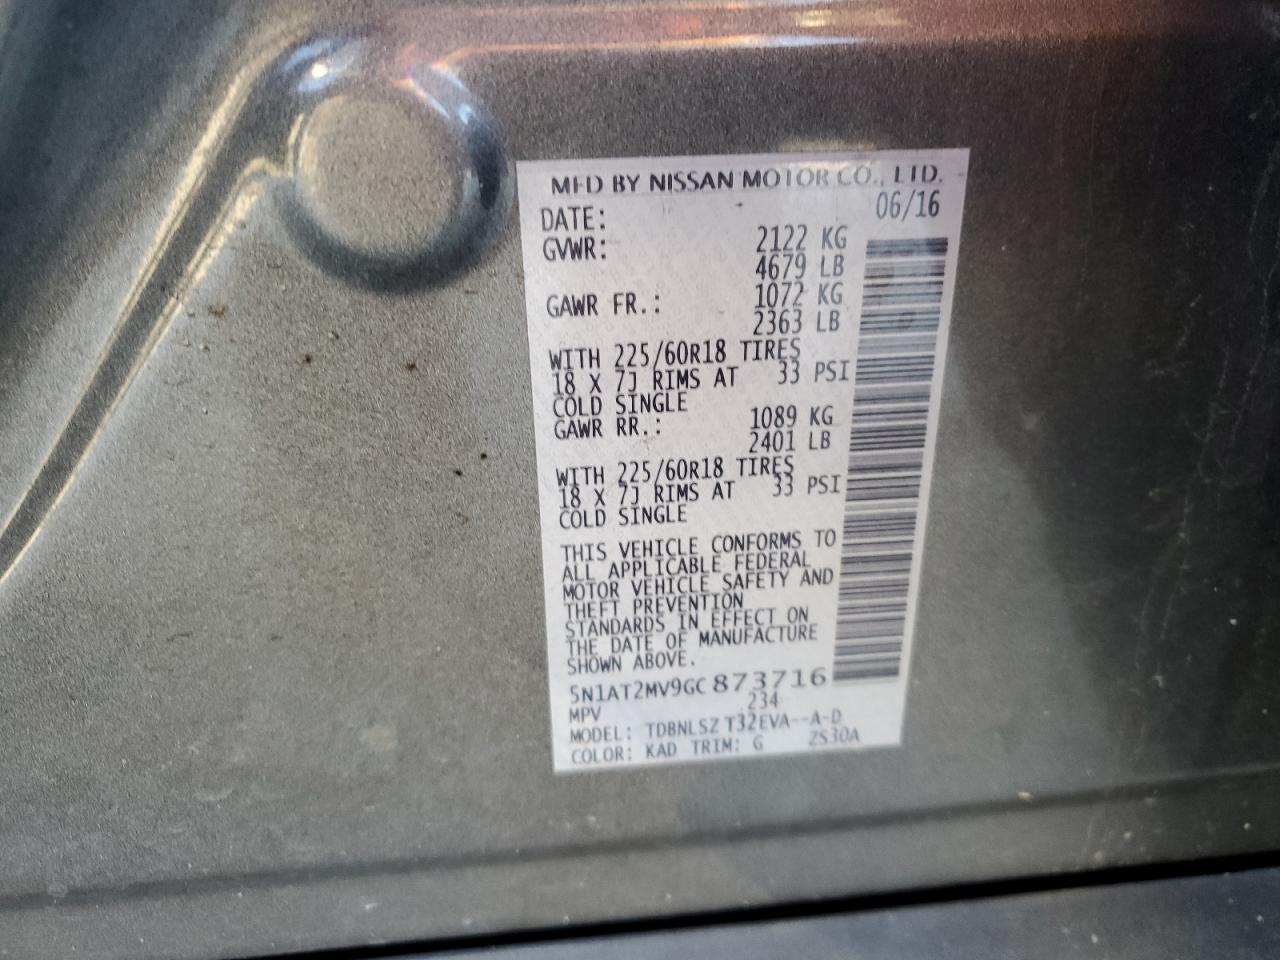 MFD BY NISSAN MOTOR CO., LTD.
DATE: 06/16
GVWR: 2122 KG
4679 LB
GAWR FR.: 1072 KG
2363 LB
WITH 225/60R18 TIRES
18 X 7J RIMS AT 33 PSI
COLD SINGLE
GAWR RR.: 1089 KG
2401 LB
WITH 225/60R18 TIRES
18 X 7J RIMS AT 33 PSI
COLD SINGLE
THIS VEHICLE CONFORMS TO
ALL APPLICABLE FEDERAL
MOTOR VEHICLE SAFETY AND
THEFT PREVENTION
STANDARDS IN EFFECT ON
THE DATE OF MANUFACTURE
SHOWN ABOVE.
5N1AT2MV9GC873716
MPV 234
MODEL: TDBNLSZ T32EVA--A-D
COLOR: KAD TRIM: G ZS30A